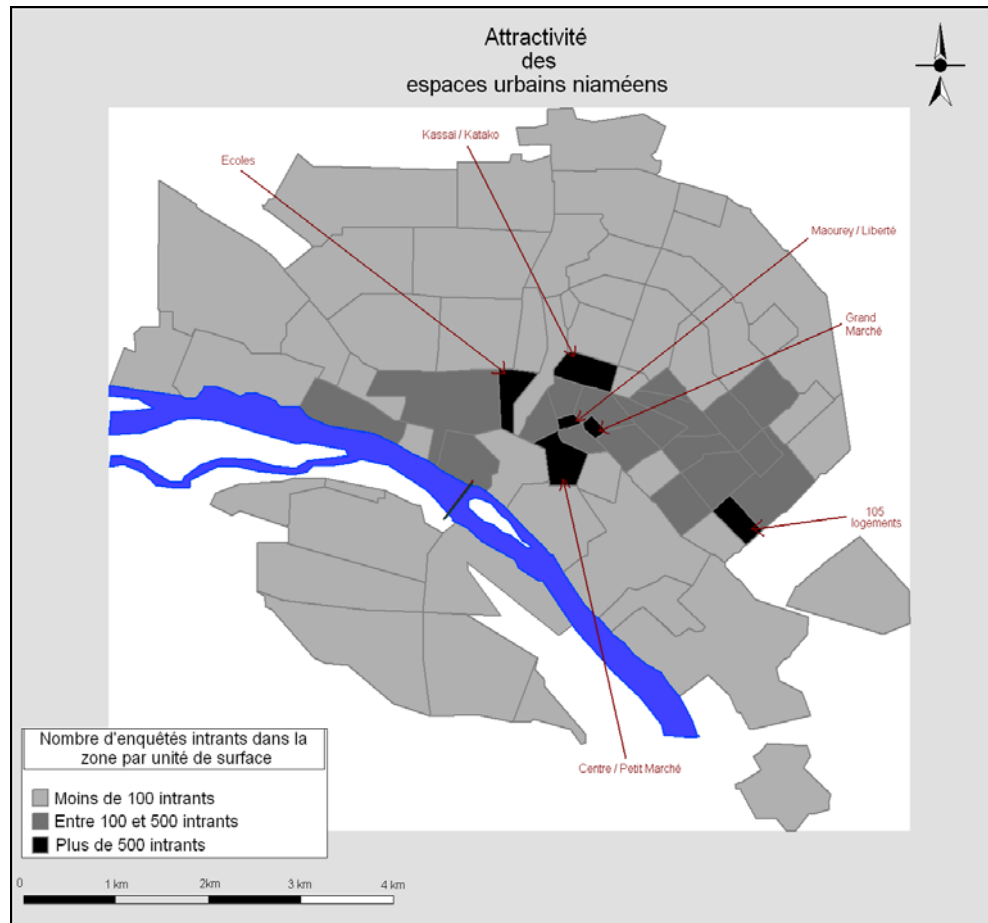 Attractivité
des
espaces urbains niaméens
Kassaï / Katako
Ecoles
Maourey / Liberté
Grand
Marché
105
logements
Centre / Petit Marché
Nombre d'enquêtés intrants dans la
zone par unité de surface
Moins de 100 intrants
Entre 100 et 500 intrants
Plus de 500 intrants
0 1 km 2km 3 km 4 km